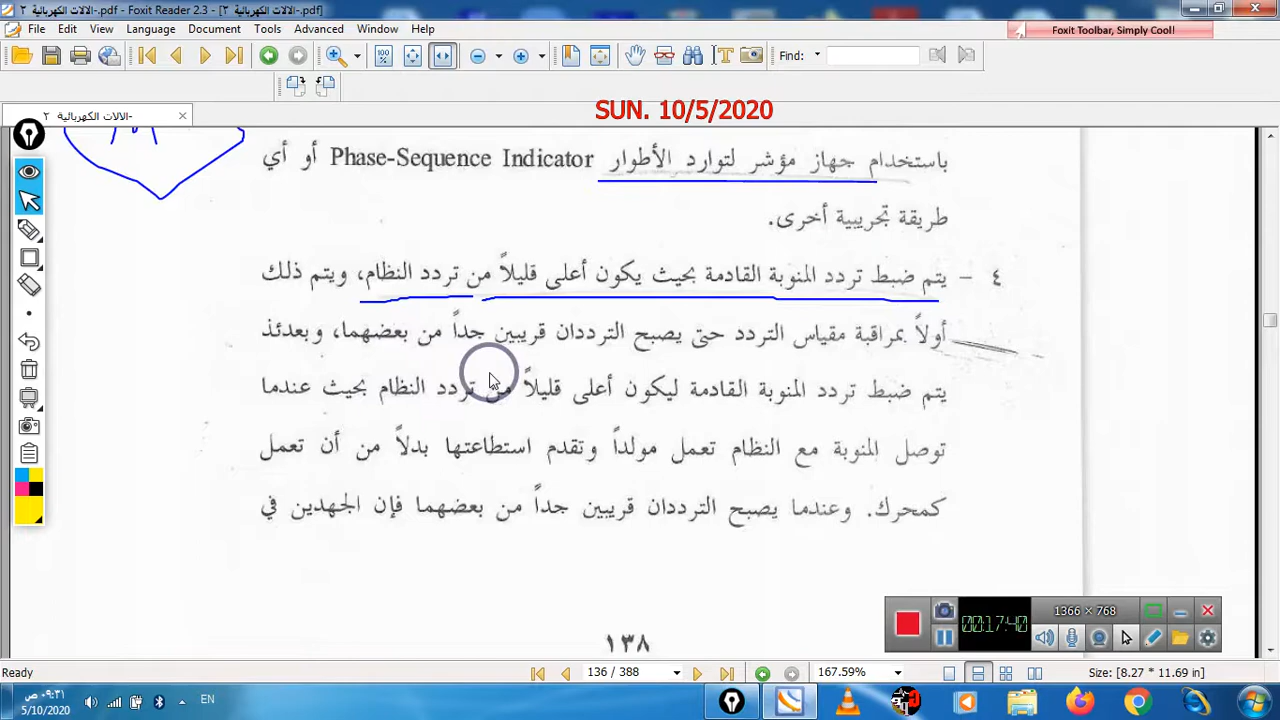 ٢ الالات الكهربائية-.pdf - Foxit Reader 2.3 - [٢ الالات الكهربائية-.pdf]
File Edit View Language Document Tools Advanced Window Help
Foxit Toolbar, Simply Cool!
Find:
٢ الالات الكهربائية-
SUN. 10/5/2020
باستخدام جهاز مؤشر لتوارد الأطوار Phase-Sequence Indicator أو أي
طريقة تجريبية أخرى.
٤ – يتم ضبط تردد المنوبة القادمة بحيث يكون أعلى قليلاً من تردد النظام، ويتم ذلك
أولاً بمراقبة مقياس التردد حتى يصبح الترددان قريبين جداً من بعضهما، وبعدئذ
يتم ضبط تردد المنوبة القادمة ليكون أعلى قليلاً من تردد النظام بحيث عندما
توصل المنوبة مع النظام تعمل مولداً وتقدم استطاعتها بدلاً من أن تعمل
كمحرك. وعندما يصبح الترددان قريبين جداً من بعضهما فإن الجهدين في
١٣٨
1366 × 768
00:17:40
Ready
136 / 388
167.59%
Size: [8.27 * 11.69 In]
٠٩:٣١ ص
5/10/2020
EN